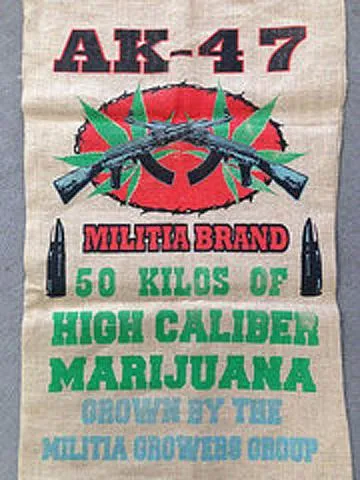 AK-47
MILITIA BRAND
50 KILOS OF
HIGH CALIBER
MARIJUANA
GROWN BY THE
MILITIA GROWERS GROUP